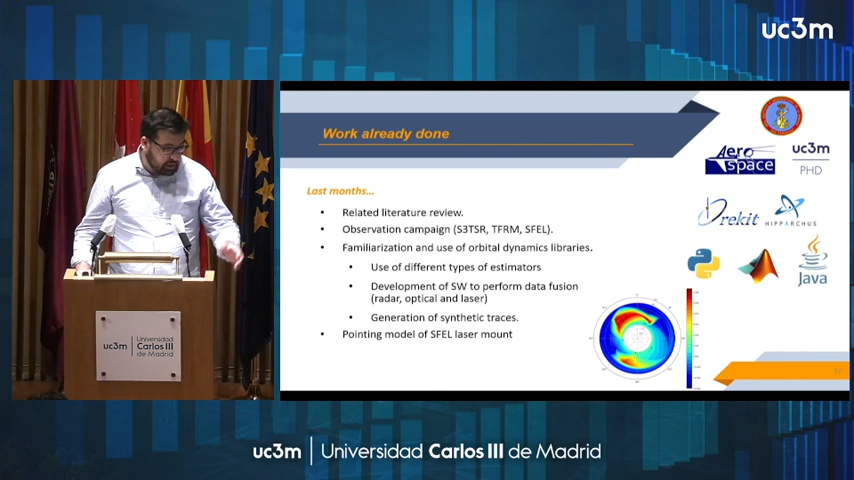 uc3m
Work already done
Aero
space
uc3m
PHD
Last months...
• Related literature review.
• Observation campaign (S3TSR, TFRM, SFEL).
• Familiarization and use of orbital dynamics libraries.
• Use of different types of estimators
• Development of SW to perform data fusion
(radar, optical and laser)
• Generation of synthetic traces.
• Pointing model of SFEL laser mount
Orekit
HIPPARCHUS
Java
uc3m
Universidad
Carlos III
de Madrid
uc3m | Universidad Carlos III de Madrid